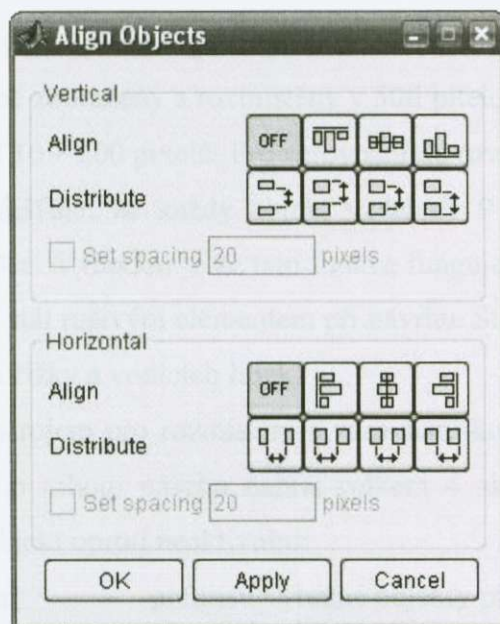 Align Objects
Vertical
Align OFF
Distribute
Set spacing 20 pixels
Horizontal
Align OFF
Distribute
Set spacing 20 pixels
OK Apply Cancel